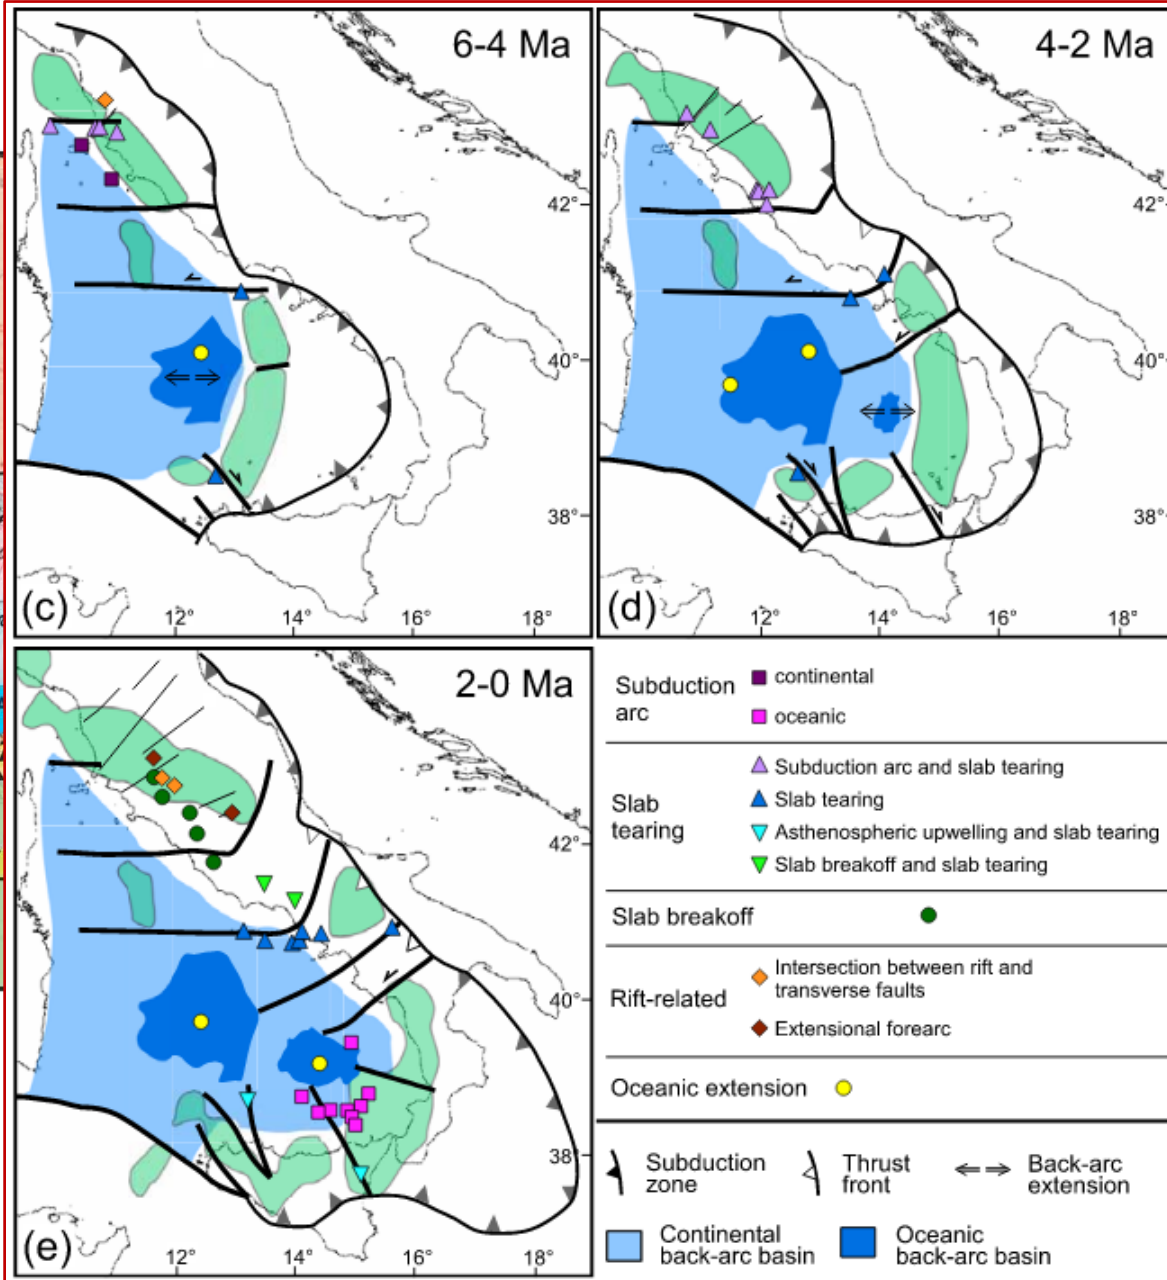 6-4 Ma
42°
40°
38°
(c)
12°
14°
16°
18°
4-2 Ma
42°
40°
38°
(d)
12°
14°
16°
18°
2-0 Ma
42°
40°
38°
(e)
12°
14°
16°
18°
Subduction
arc
continental
oceanic
Slab
tearing
Subduction arc and slab tearing
Slab tearing
Asthenospheric upwelling and slab tearing
Slab breakoff and slab tearing
Slab breakoff
Rift-related
Intersection between rift and
transverse faults
Extensional forearc
Oceanic extension
Subduction
zone
Thrust
front
Back-arc
extension
Continental
back-arc basin
Oceanic
back-arc basin